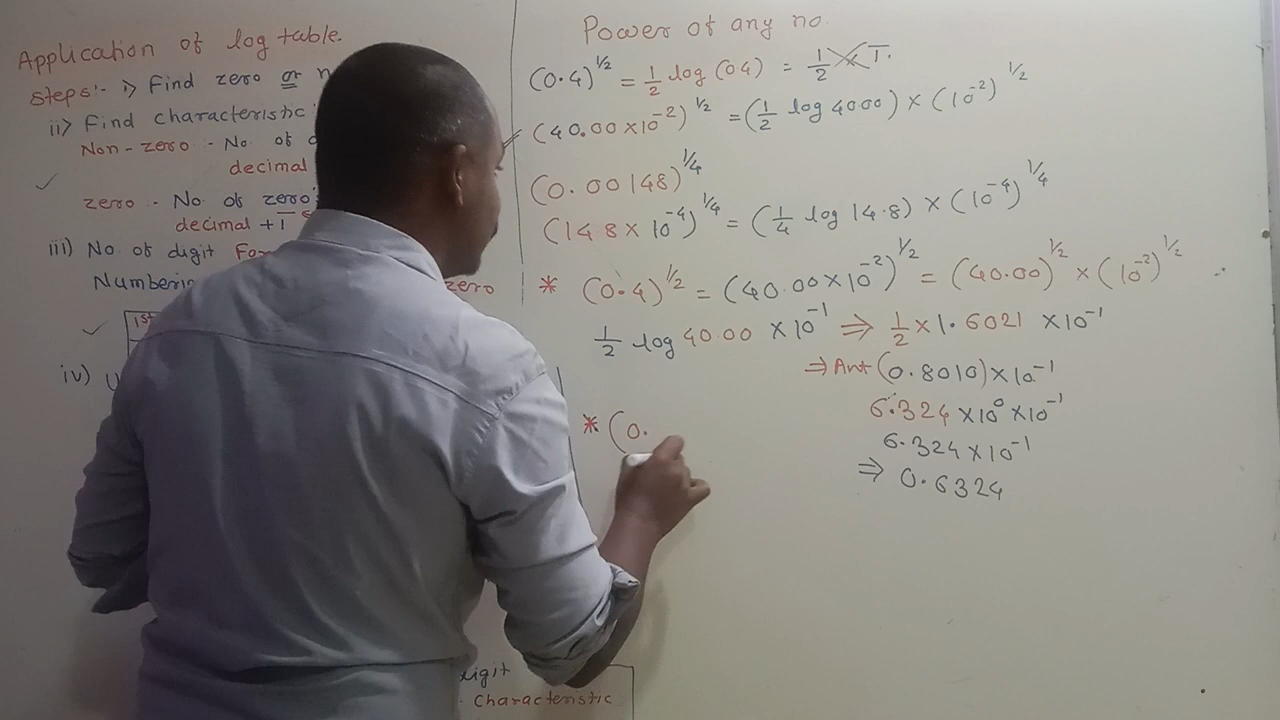 Application of log table.
Steps:- i) Find zero or n
ii) Find characteristic
Non-zero - No. of
decimal
zero - No. of zero
decimal + 1̅
iii) No. of digit For
Numberin zero
1st
iv)
digit
Characteristic
Power of any no.
(0.4)^1/2 = 1/2 log (04) = 1/2 × 4 1̅.
(40.00×10^-2)^1/2 = (1/2 log 4000) × (10^-2)^1/2
(0.00148)^1/4
(14.8 × 10^-4)^1/4 = (1/4 log 14.8) × (10^-4)^1/4
* (0.4)^1/2 = (40.00×10^-2)^1/2 = (40.00)^1/2 × (10^-2)^1/2
1/2 log 40.00 × 10^-1 ⇒ 1/2 × 1.6021 × 10^-1
⇒ Ant (0.8010) × 10^-1
6.324 × 10^0 × 10^-1
6.324 × 10^-1
⇒ 0.6324
* (0.